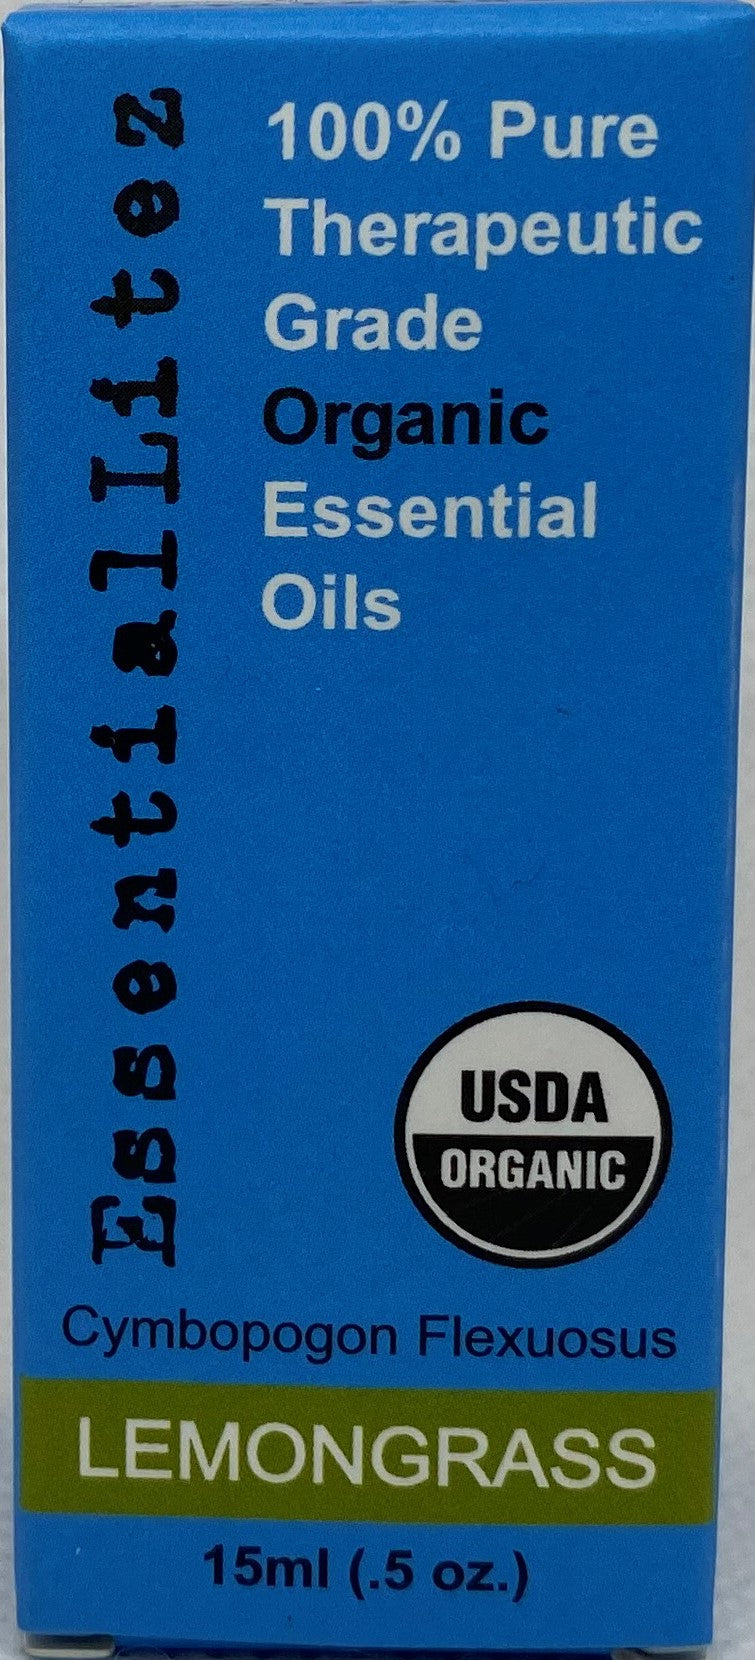 EssentialLitez
100% Pure
Therapeutic
Grade
Organic
Essential
Oils
USDA
ORGANIC
Cymbopogon Flexuosus
LEMONGRASS
15ml (.5 oz.)